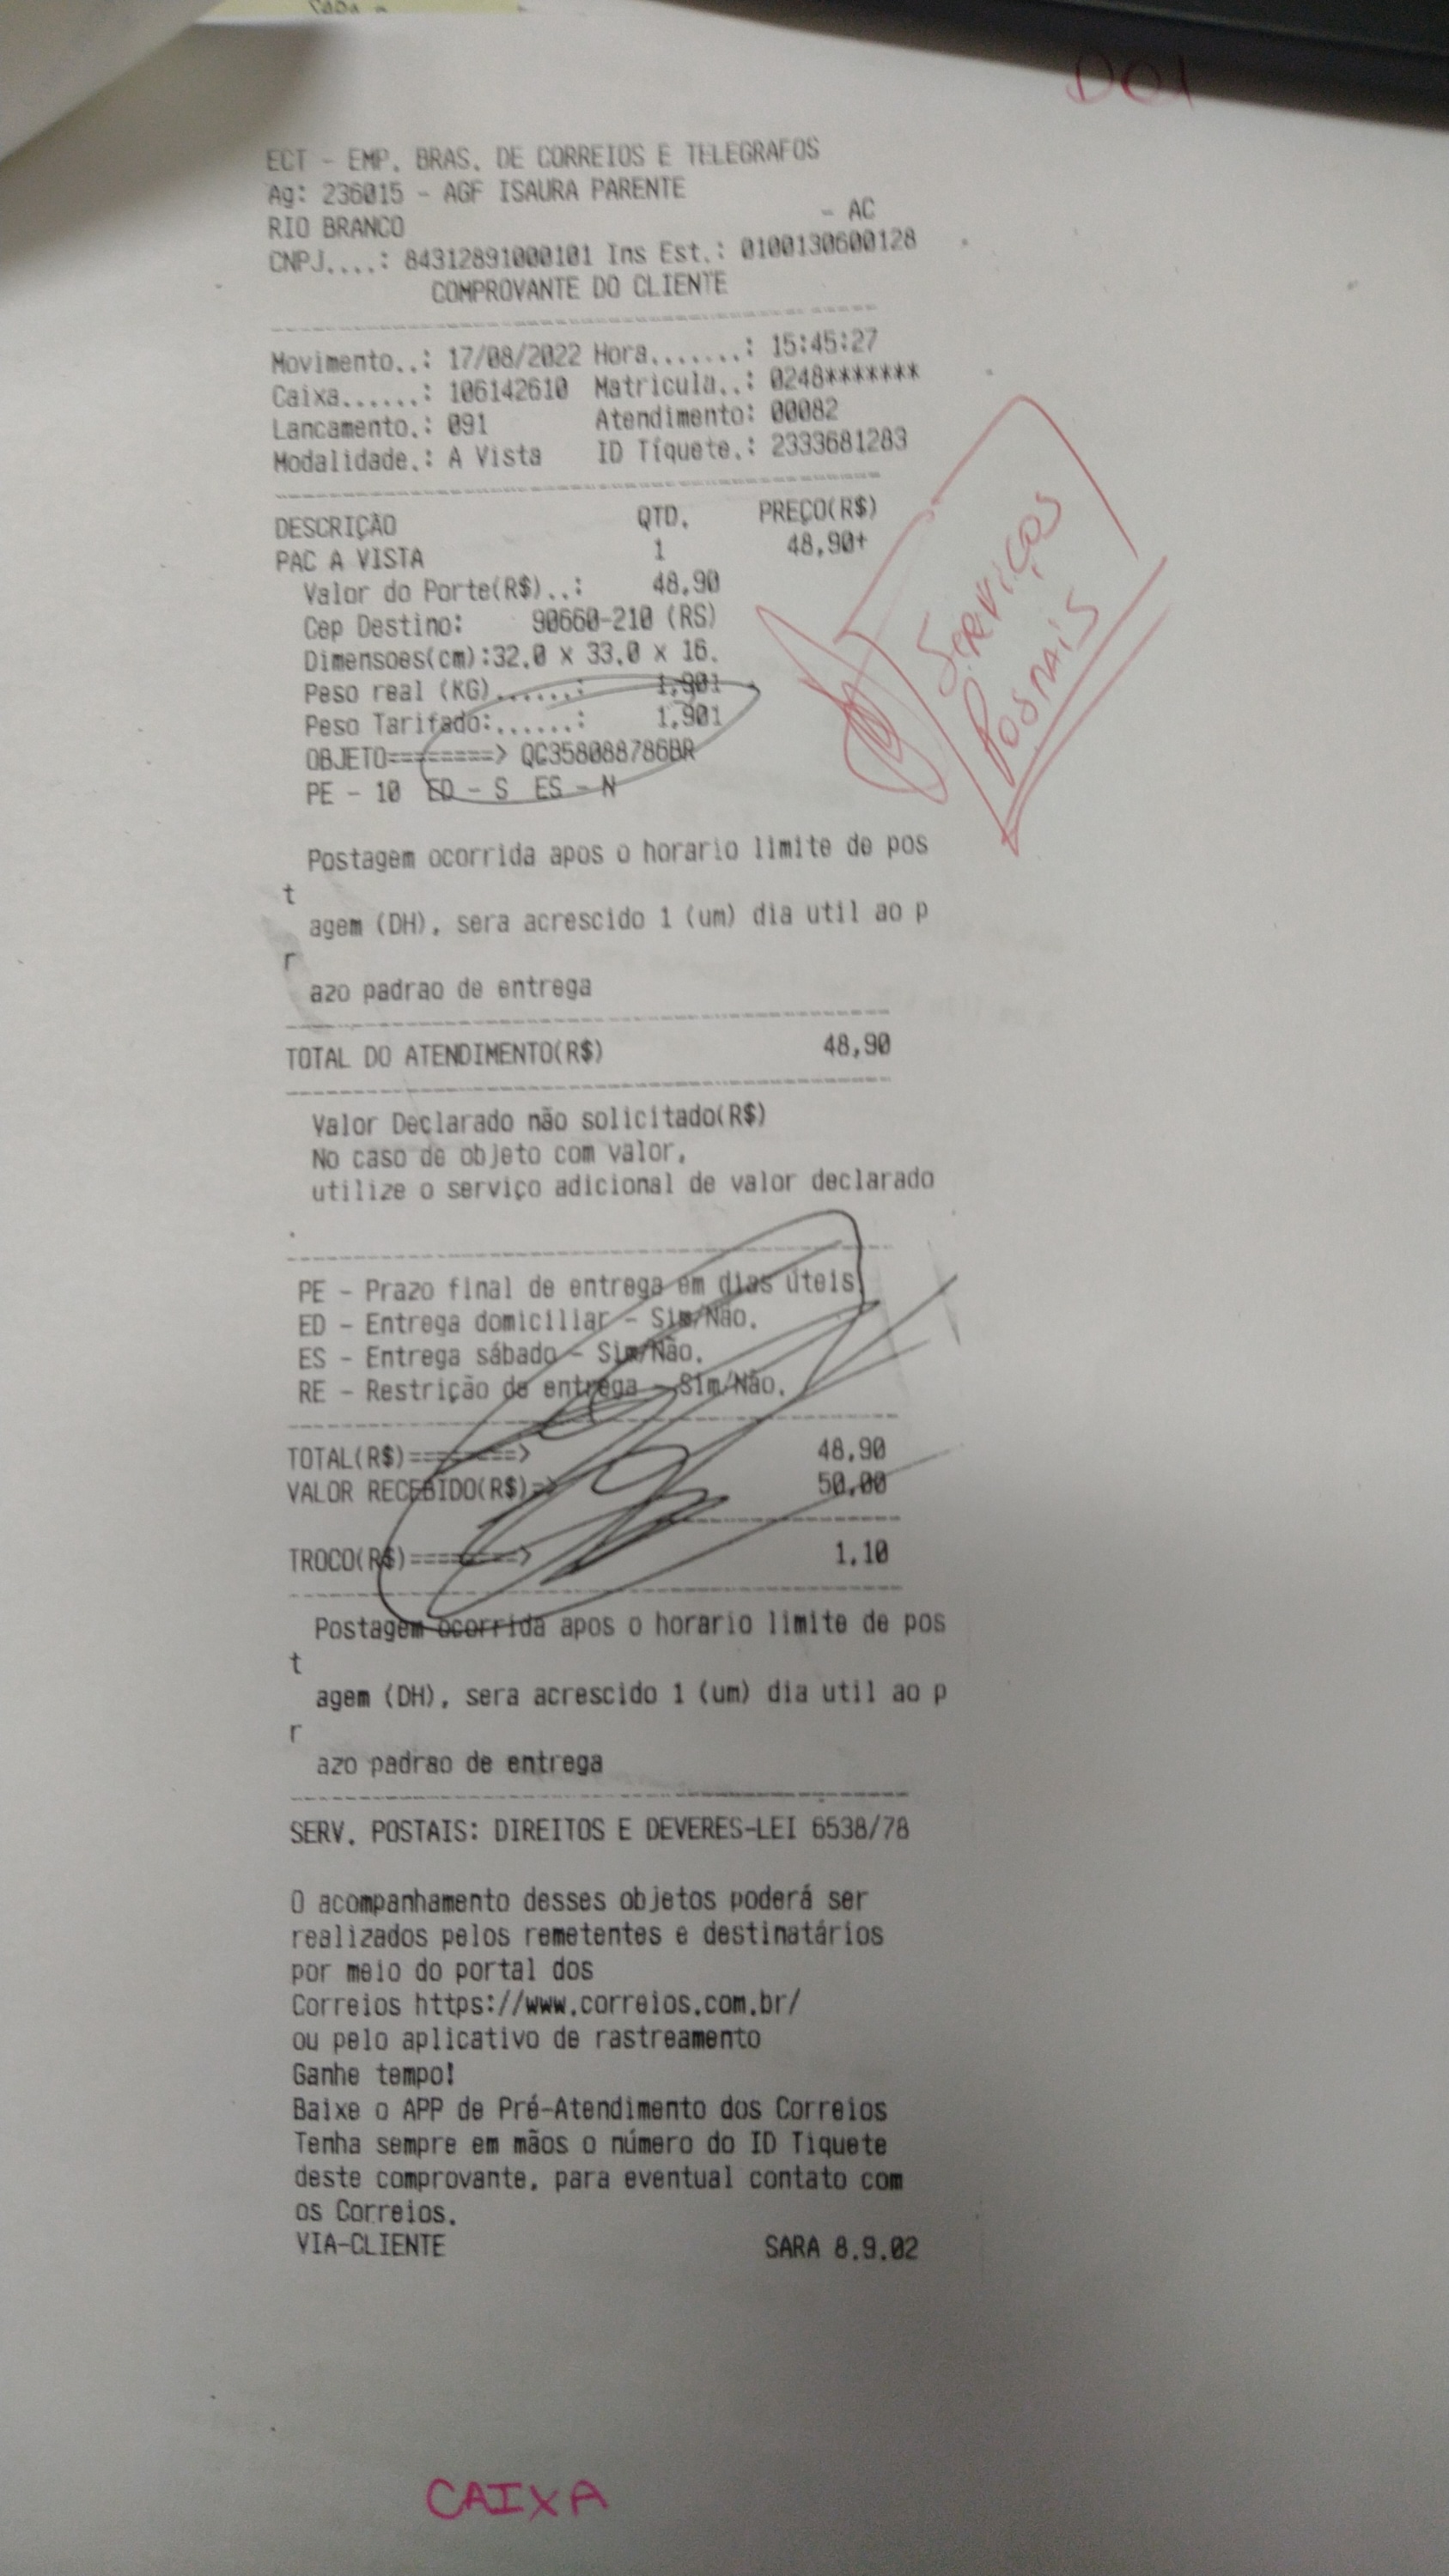 D01
ECT - EMP. BRAS. DE CORREIOS E TELEGRAFOS
Ag: 236015 - AGF ISAURA PARENTE
RIO BRANCO - AC
CNPJ....: 84312891000101 Ins Est.: 0100130600128
COMPROVANTE DO CLIENTE
Movimento..: 17/08/2022 Hora.......: 15:45:27
Caixa......: 106142610 Matricula..: 0248*******
Lancamento.: 091 Atendimento: 00082
Modalidade.: A Vista ID Tíquete.: 2333681283
DESCRIÇÃO QTD. PREÇO(R$)
PAC A VISTA 1 48,90+
Valor do Porte(R$)..: 48,90
Cep Destino: 90660-210 (RS)
Dimensoes(cm):32.0 x 33.0 x 16.
Peso real (KG)......: 1,901
Peso Tarifado:......: 1,901
OBJETO========> QC358088786BR
PE - 10 ED - S ES - N
SERVIÇOS
POSTAIS
Postagem ocorrida apos o horario limite de pos
t
agem (DH), sera acrescido 1 (um) dia util ao p
r
azo padrao de entrega
TOTAL DO ATENDIMENTO(R$) 48,90
Valor Declarado não solicitado(R$)
No caso de objeto com valor,
utilize o serviço adicional de valor declarado
.
PE - Prazo final de entrega em dias úteis
ED - Entrega domiciliar - Sim/Não.
ES - Entrega sábado - Sim/Não.
RE - Restrição de entrega - Sim/Não.
TOTAL(R$)========> 48,90
VALOR RECEBIDO(R$)=> 50,00
TROCO(R$)========> 1,10
Postagem ocorrida apos o horario limite de pos
t
agem (DH), sera acrescido 1 (um) dia util ao p
r
azo padrao de entrega
SERV. POSTAIS: DIREITOS E DEVERES-LEI 6538/78
O acompanhamento desses objetos poderá ser
realizados pelos remetentes e destinatários
por meio do portal dos
Correios https://www.correios.com.br/
ou pelo aplicativo de rastreamento
Ganhe tempo!
Baixe o APP de Pré-Atendimento dos Correios
Tenha sempre em mãos o número do ID Tiquete
deste comprovante, para eventual contato com
os Correios.
VIA-CLIENTE SARA 8.9.02
CAIXA